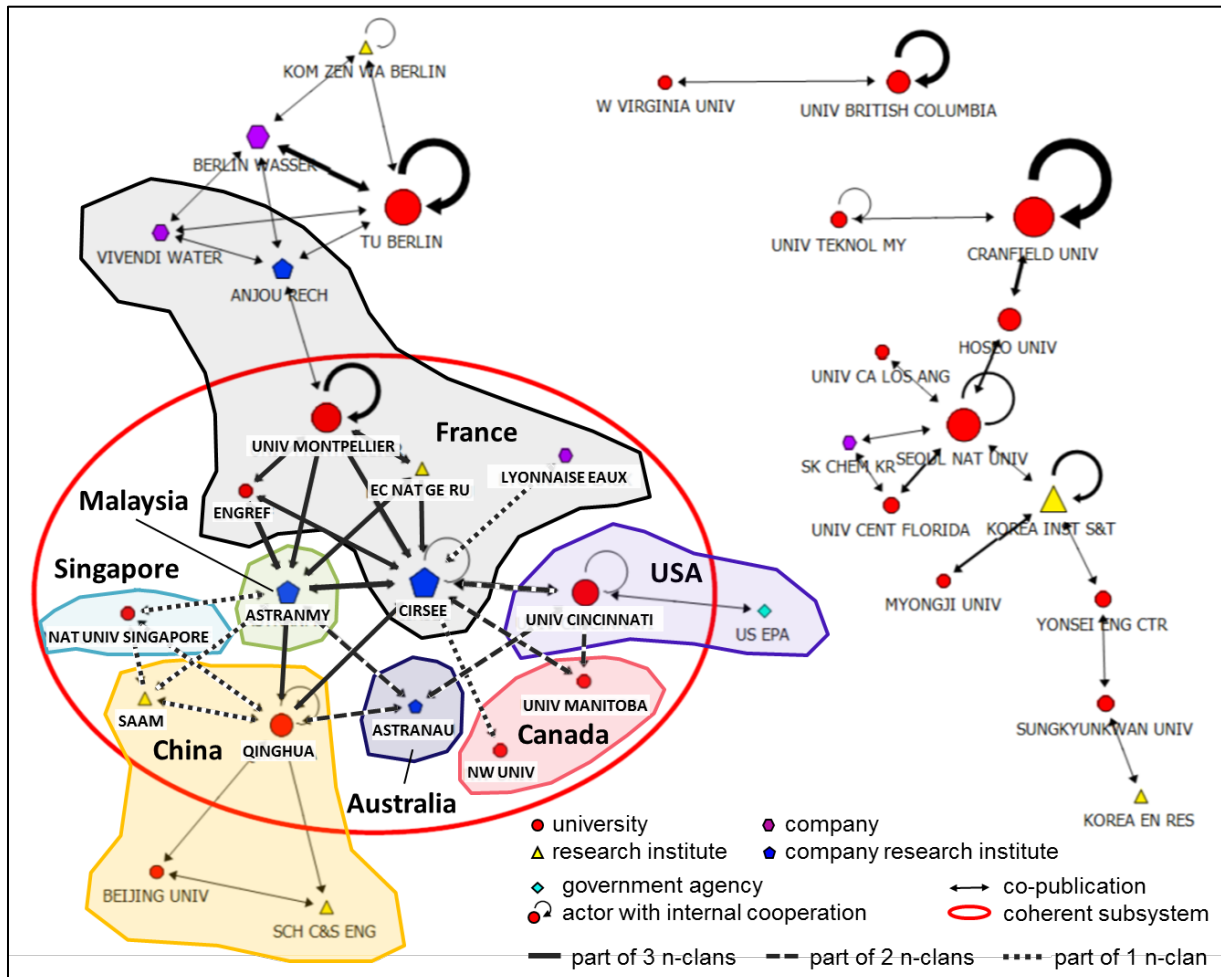 KOM ZEN WA BERLIN
W VIRGINIA UNIV
UNIV BRITISH COLUMBIA
BERLIN WASSER
TU BERLIN
UNIV TEKNOL MY
CRANFIELD UNIV
VIVENDI WATER
ANJOU RECH
HOSEO UNIV
UNIV CA LOS ANG
UNIV MONTPELLIER
France
SK CHEM KR
SEOUL NAT UNIV
LYONNAISE EAUX
EC NAT GE RU
Malaysia
ENGREF
UNIV CENT FLORIDA
KOREA INST S&T
Singapore
USA
MYONGJI UNIV
ASTRANMY
CIRSEE
UNIV CINCINNATI
YONSEI ENG CTR
NAT UNIV SINGAPORE
US EPA
UNIV MANITOBA
SAAM
China
QINGHUA
ASTRANAU
Canada
SUNGKYUNKWAN UNIV
NW UNIV
Australia
KOREA EN RES
university
company
research institute
company research institute
BEIJING UNIV
government agency
co-publication
SCH C&S ENG
actor with internal cooperation
coherent subsystem
part of 3 n-clans
part of 2 n-clans
part of 1 n-clan